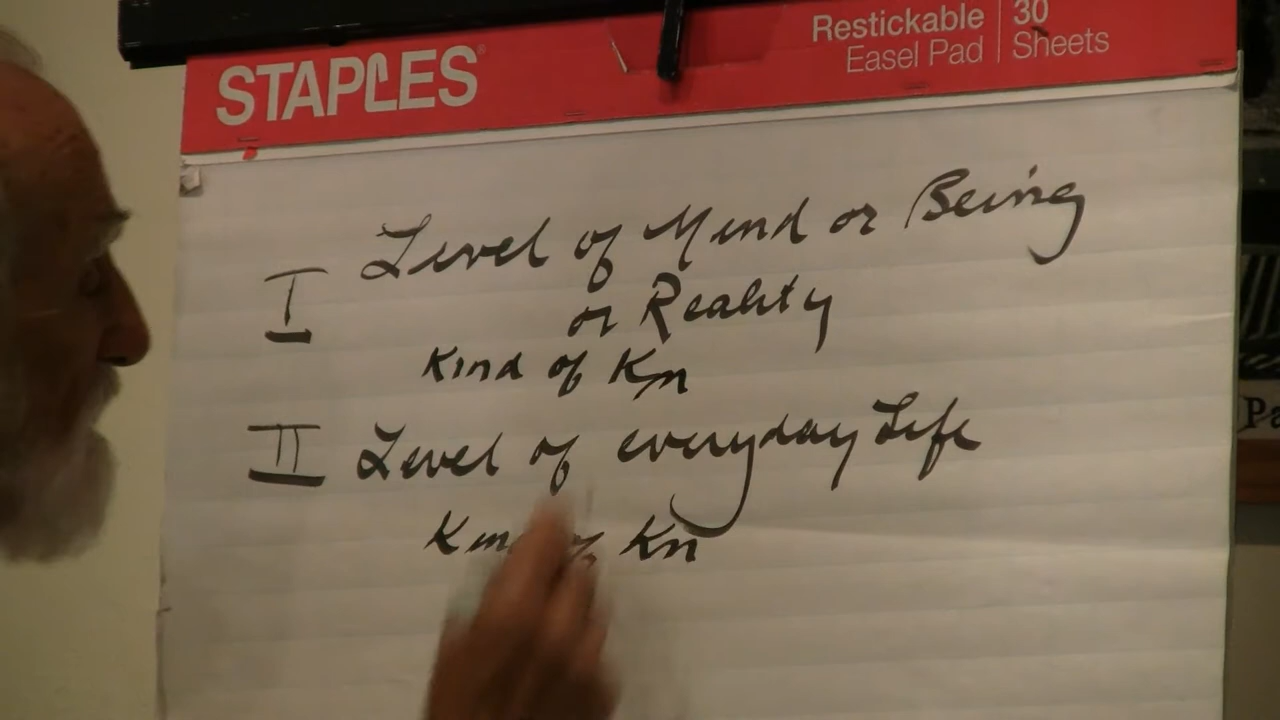 STAPLES
Restickable
Easel Pad
30
Sheets
Level of Mind or Being
I
or Reality
Kind of Kn
II Level of everyday Life
Kn
Pa